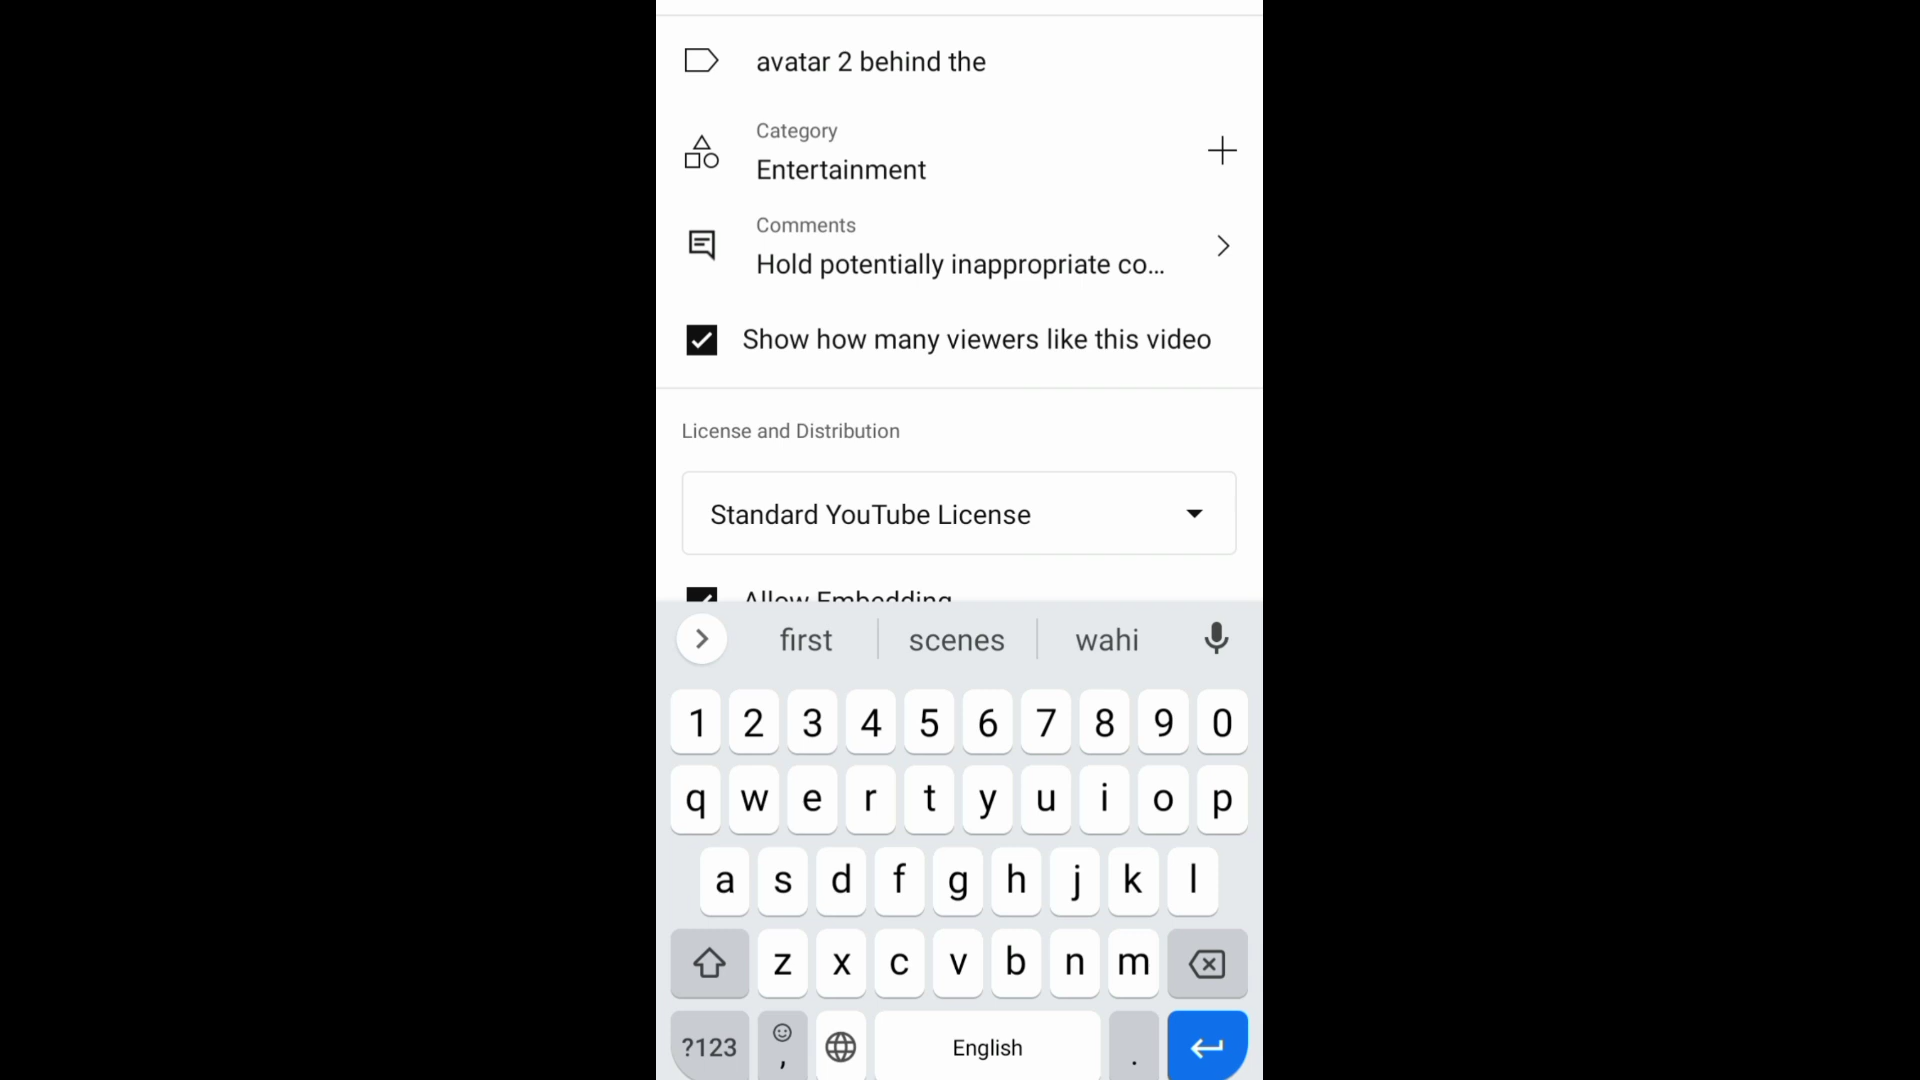 avatar 2 behind the
Category
Entertainment
Comments
Hold potentially inappropriate co...
Show how many viewers like this video
License and Distribution
Standard YouTube License
Allow Embedding
first scenes wahi
1 2 3 4 5 6 7 8 9 0
q w e r t y u i o p
a s d f g h j k l
z x c v b n m
?123 , English .